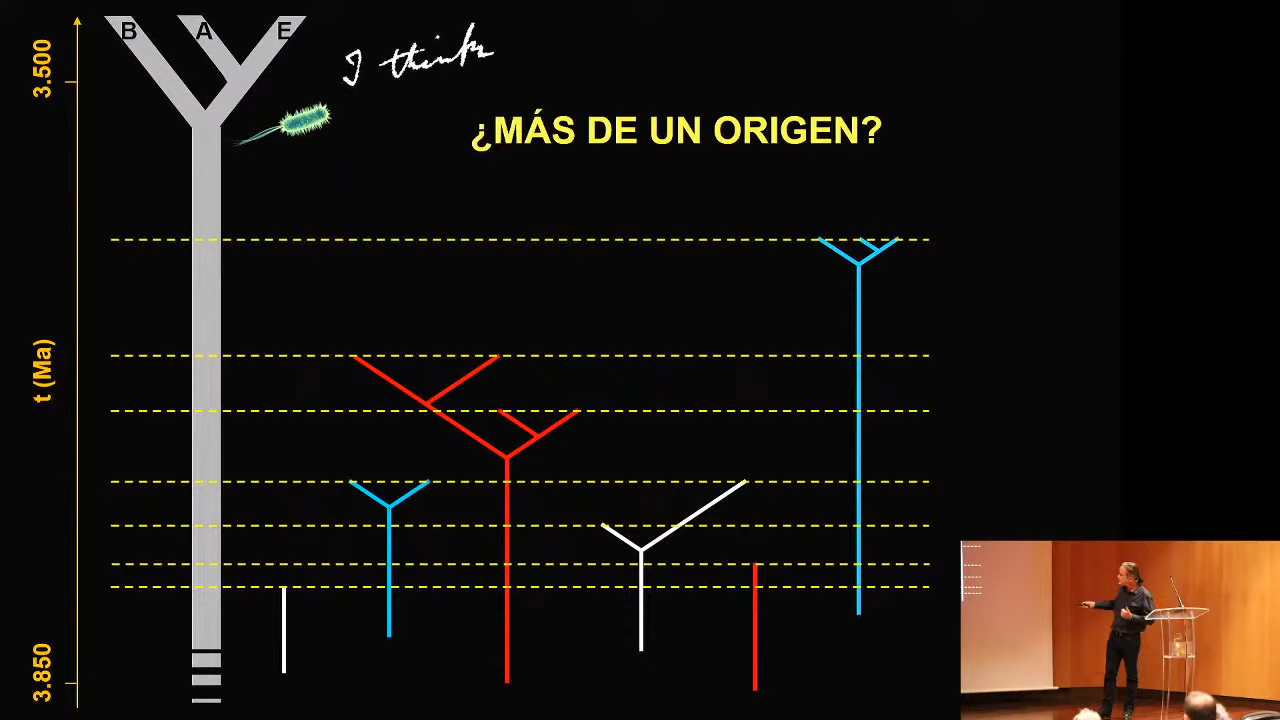 B A E
I think
3.500
¿MÁS DE UN ORIGEN?
t (Ma)
3.850